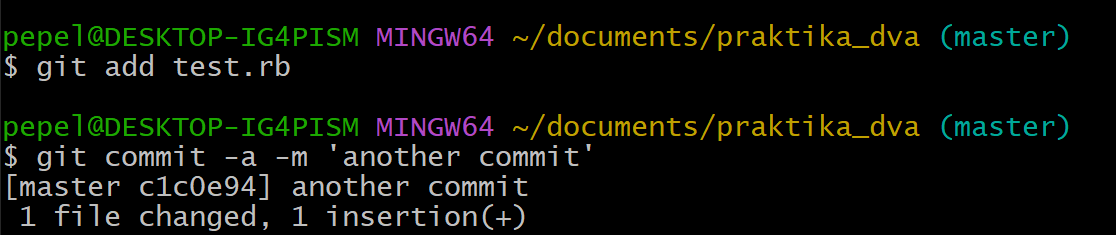 pepel@DESKTOP-IG4PISM MINGW64 ~/documents/praktika_dva (master)
$ git add test.rb
pepel@DESKTOP-IG4PISM MINGW64 ~/documents/praktika_dva (master)
$ git commit -a -m 'another commit'
[master c1c0e94] another commit
 1 file changed, 1 insertion(+)